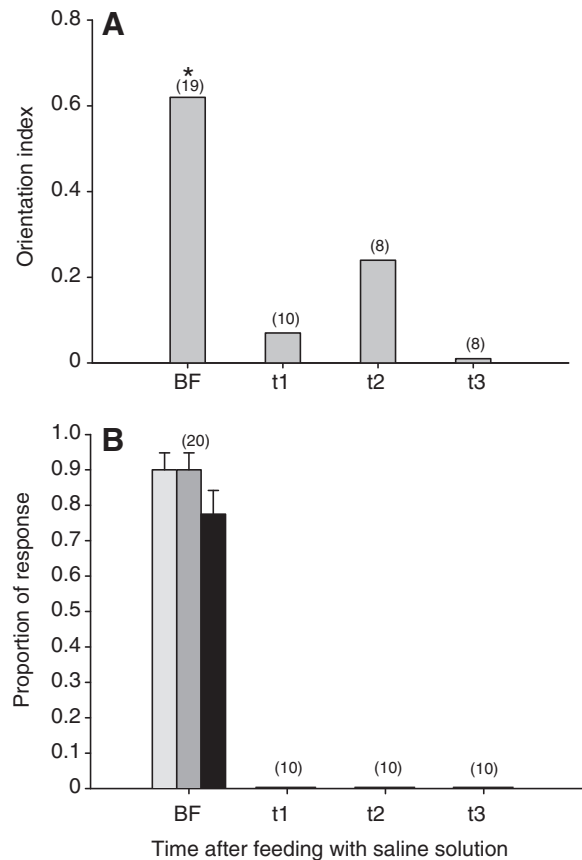 A
0.8
0.6
0.4
0.2
0
Orientation index
*
(19)
(10)
(8)
(8)
BF t1 t2 t3
B
1.0
0.9
0.8
0.7
0.6
0.5
0.4
0.3
0.2
0.1
0
Proportion of response
(20)
(10) (10) (10)
BF t1 t2 t3
Time after feeding with saline solution